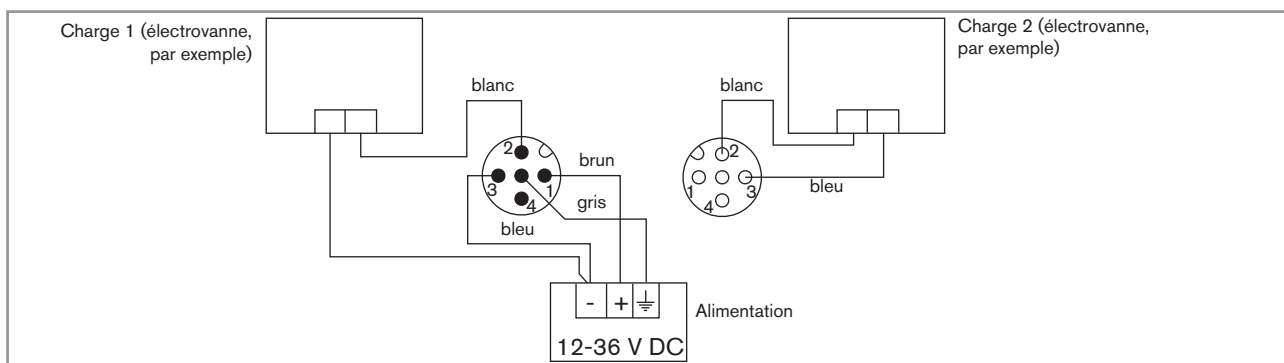 Charge 1 (électrovanne,
par exemple)
Charge 2 (électrovanne,
par exemple)
blanc
blanc
2
brun
3
1
4
gris
bleu
2
1
3
4
bleu
- + ⏚
Alimentation
12-36 V DC